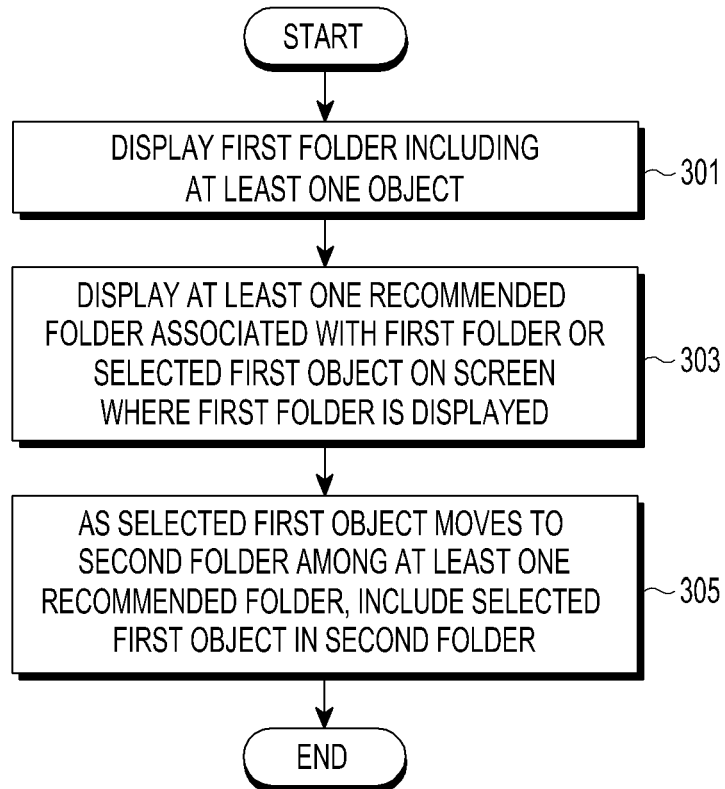 START
DISPLAY FIRST FOLDER INCLUDING
AT LEAST ONE OBJECT
301
DISPLAY AT LEAST ONE RECOMMENDED
FOLDER ASSOCIATED WITH FIRST FOLDER OR
SELECTED FIRST OBJECT ON SCREEN
WHERE FIRST FOLDER IS DISPLAYED
303
AS SELECTED FIRST OBJECT MOVES TO
SECOND FOLDER AMONG AT LEAST ONE
RECOMMENDED FOLDER, INCLUDE SELECTED
FIRST OBJECT IN SECOND FOLDER
305
END